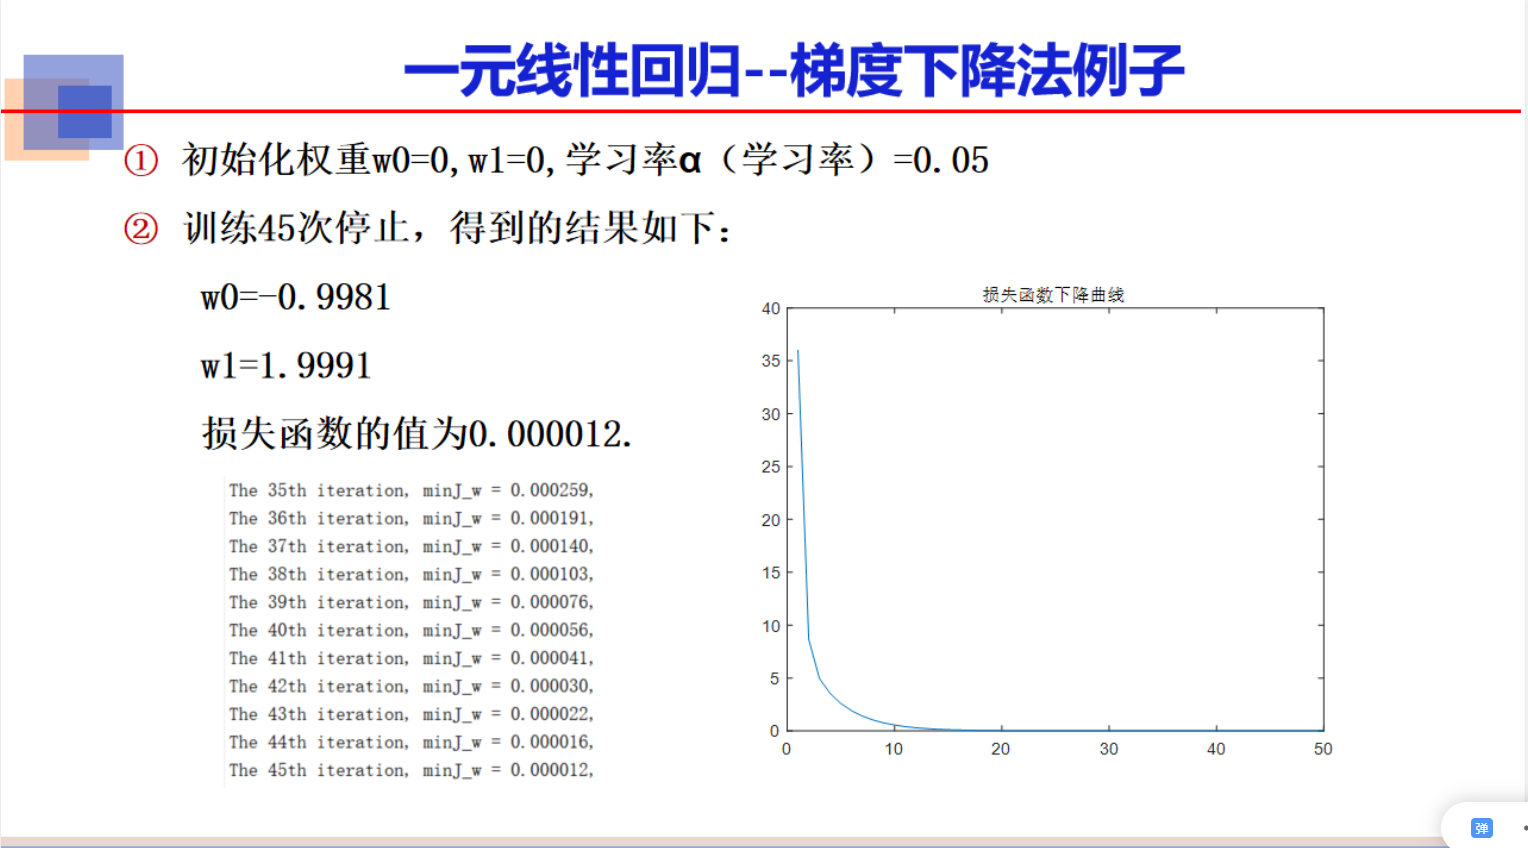 一元线性回归--梯度下降法例子
① 初始化权重w0=0,w1=0,学习率α（学习率）=0.05
② 训练45次停止，得到的结果如下：
w0=-0.9981
w1=1.9991
损失函数的值为0.000012.
The 35th iteration, minJ_w = 0.000259,
The 36th iteration, minJ_w = 0.000191,
The 37th iteration, minJ_w = 0.000140,
The 38th iteration, minJ_w = 0.000103,
The 39th iteration, minJ_w = 0.000076,
The 40th iteration, minJ_w = 0.000056,
The 41th iteration, minJ_w = 0.000041,
The 42th iteration, minJ_w = 0.000030,
The 43th iteration, minJ_w = 0.000022,
The 44th iteration, minJ_w = 0.000016,
The 45th iteration, minJ_w = 0.000012,
损失函数下降曲线
40
35
30
25
20
15
10
5
0
0 10 20 30 40 50
弹